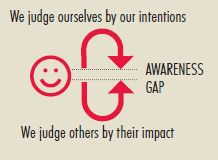 We judge ourselves by our intentions
AWARENESS
GAP
We judge others by their impact